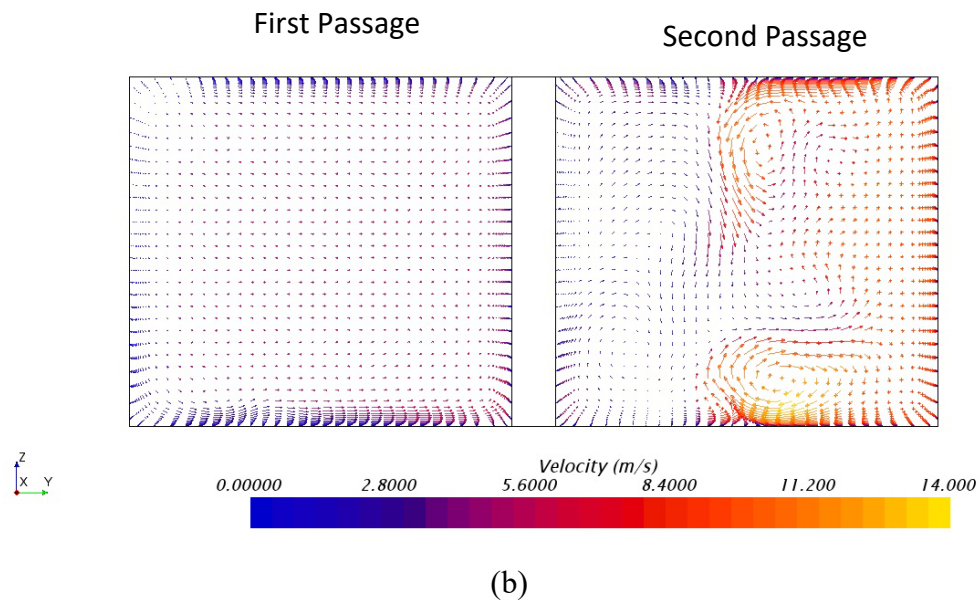 First Passage
Second Passage
Z
X Y
Velocity (m/s)
0.00000 2.8000 5.6000 8.4000 11.200 14.000
(b)